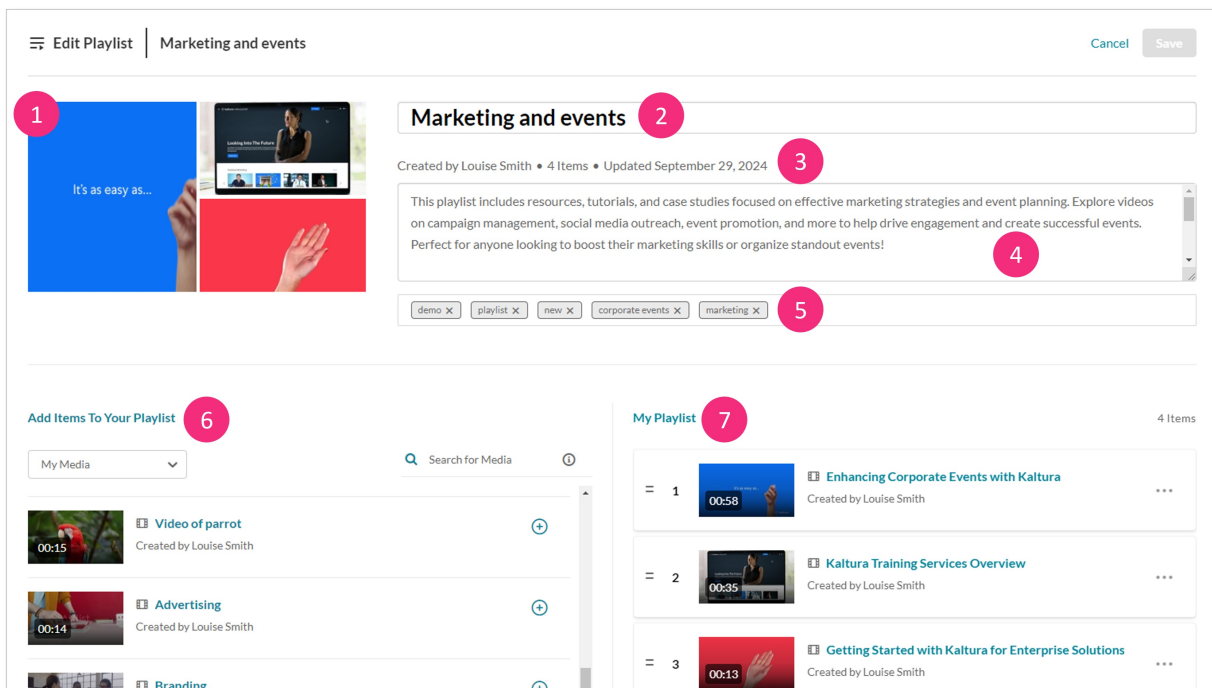 Edit Playlist Marketing and events
Cancel Save
1
It's as easy as...
Looking Into The Future
Marketing and events 2
Created by Louise Smith • 4 Items • Updated September 29, 2024 3
This playlist includes resources, tutorials, and case studies focused on effective marketing strategies and event planning. Explore videos
on campaign management, social media outreach, event promotion, and more to help drive engagement and create successful events.
Perfect for anyone looking to boost their marketing skills or organize standout events!
4
demo × playlist × new × corporate events × marketing × 5
Add Items To Your Playlist 6
My Media
Search for Media
00:15
Video of parrot
Created by Louise Smith
00:14
Advertising
Created by Louise Smith
Branding
My Playlist 7
4 Items
1
00:58
Enhancing Corporate Events with Kaltura
Created by Louise Smith
2
00:35
Kaltura Training Services Overview
Created by Louise Smith
3
00:13
Getting Started with Kaltura for Enterprise Solutions
Created by Louise Smith